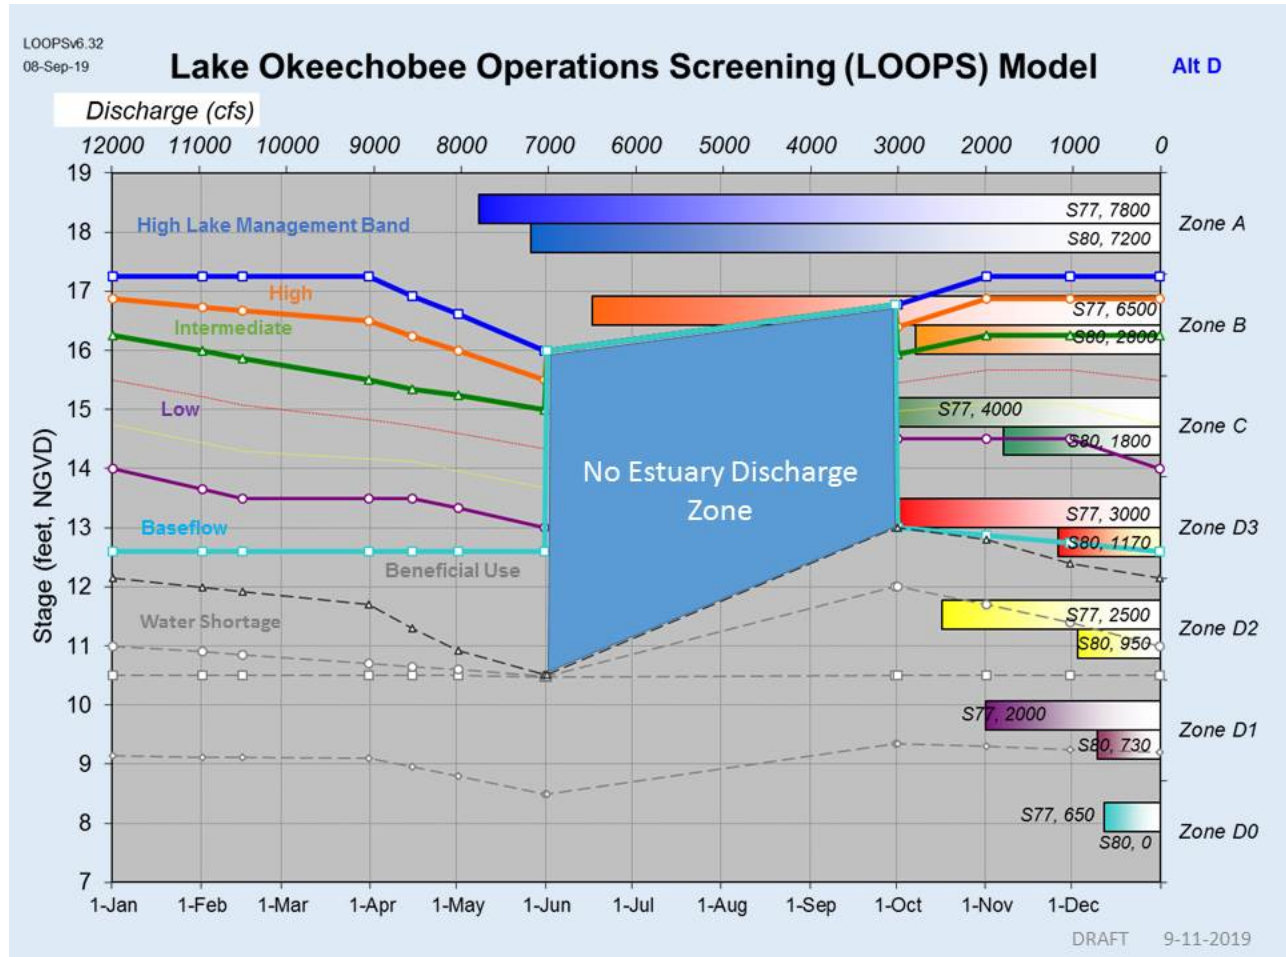 LOOPSv6.32
08-Sep-19
Lake Okeechobee Operations Screening (LOOPS) Model
Alt D
Discharge (cfs)
12000 11000 10000 9000 8000 7000 6000 5000 4000 3000 2000 1000 0
19
18
17
16
15
14
13
12
11
10
9
8
7
Stage (feet, NGVD)
High Lake Management Band
High
Intermediate
Low
Baseflow
Beneficial Use
Water Shortage
No Estuary Discharge
Zone
S77, 7800
S80, 7200
Zone A
S77, 6500
S80, 2800
Zone B
S77, 4000
S80, 1800
Zone C
S77, 3000
S80, 1170
Zone D3
S77, 2500
S80, 950
Zone D2
S77, 2000
S80, 730
Zone D1
S77, 650
S80, 0
Zone D0
1-Jan 1-Feb 1-Mar 1-Apr 1-May 1-Jun 1-Jul 1-Aug 1-Sep 1-Oct 1-Nov 1-Dec
DRAFT 9-11-2019